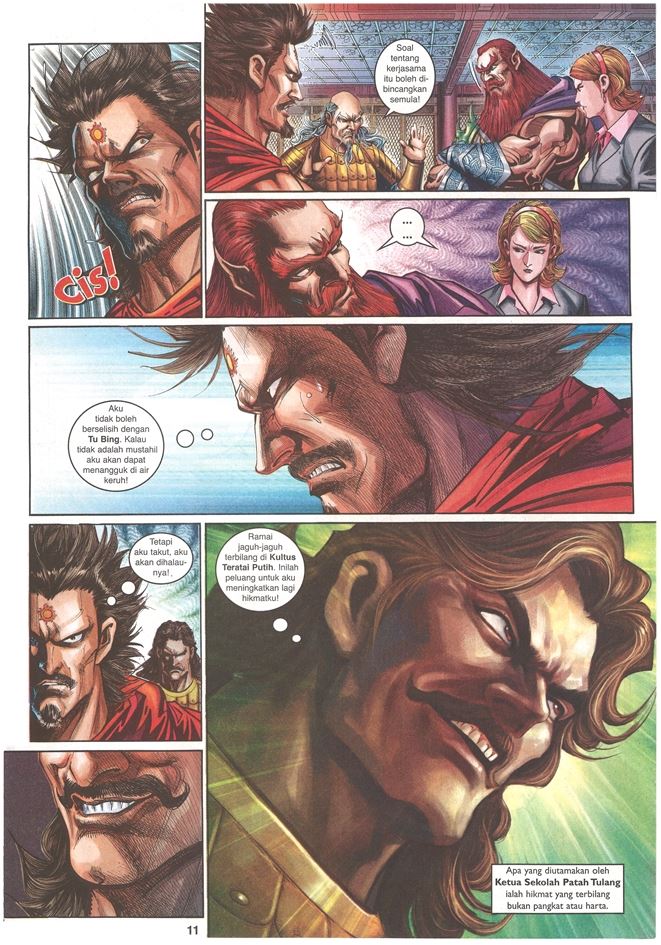 Cis!
Soal
tentang
kerjasama
itu boleh di-
bincangkan
semula!
...
...
Aku
tidak boleh
berselisih dengan
Tu Bing. Kalau
tidak adalah mustahil
aku akan dapat
menangguk di air
keruh!
Tetapi
aku takut, aku
akan dihalau-
nya!
Ramai
jaguh-jaguh
terbilang di Kultus
Teratai Putih. Inilah
peluang untuk aku
meningkatkan lagi
hikmatku!
Apa yang diutamakan oleh
Ketua Sekolah Patah Tulang
ialah hikmat yang terbilang
bukan pangkat atau harta.
11